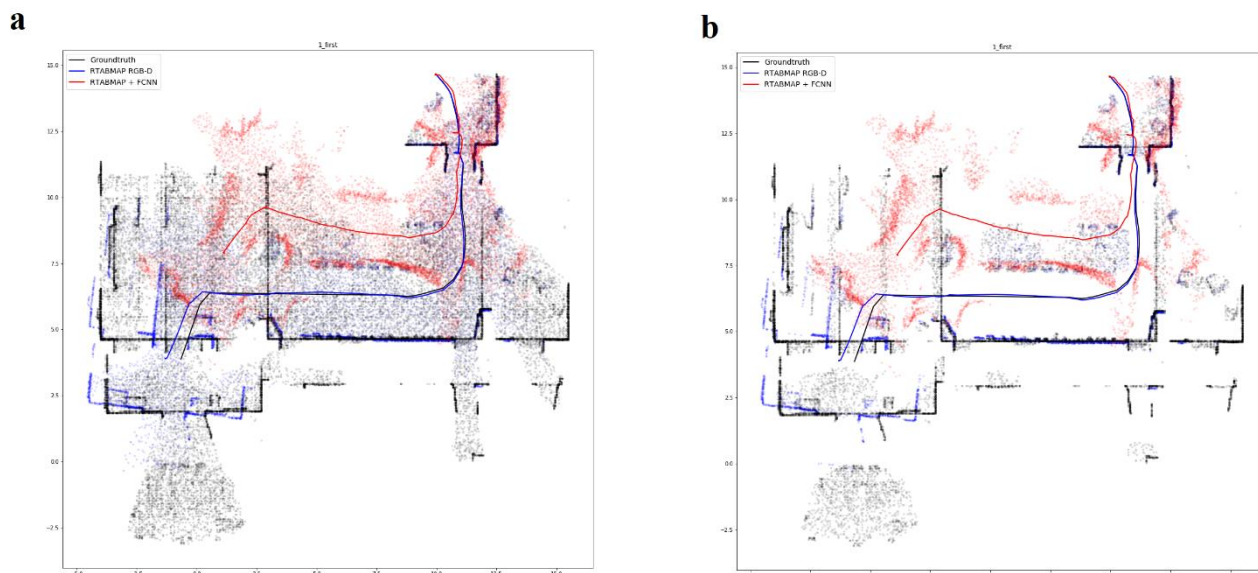 a
1_first
Groundtruth
RTABMAP RGB-D
RTABMAP + FCNN
15.0
12.5
10.0
7.5
5.0
2.5
0.0
−2.5
b
1_first
Groundtruth
RTABMAP RGB-D
RTABMAP + FCNN
15.0
12.5
10.0
7.5
5.0
2.5
0.0
−2.5